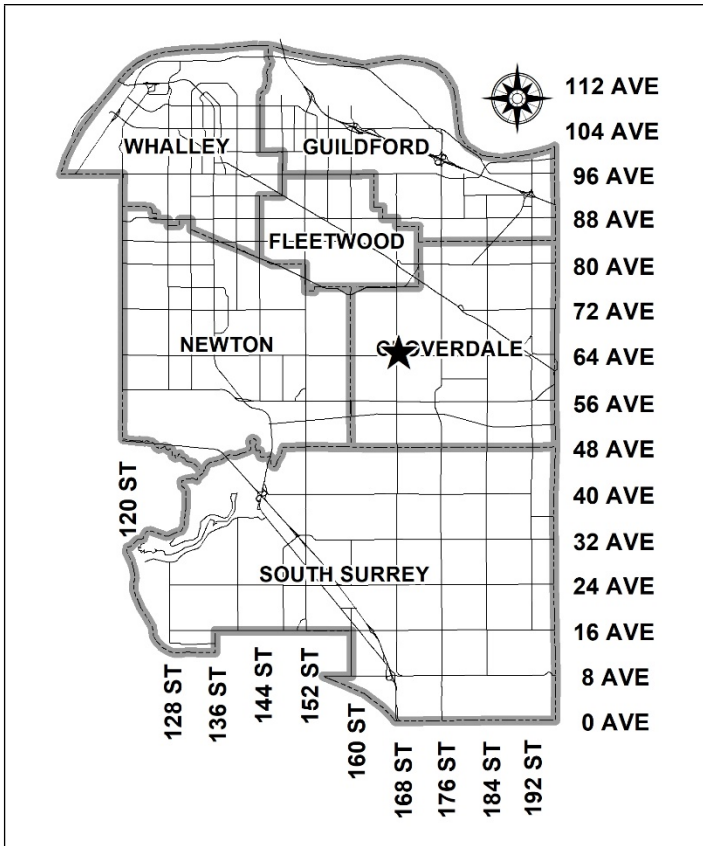 112 AVE
104 AVE
WHALLEY
GUILDFORD
96 AVE
88 AVE
FLEETWOOD
80 AVE
72 AVE
NEWTON
CLOVERDALE
64 AVE
56 AVE
48 AVE
120 ST
40 AVE
32 AVE
SOUTH SURREY
24 AVE
16 AVE
8 AVE
0 AVE
128 ST
136 ST
144 ST
152 ST
160 ST
168 ST
176 ST
184 ST
192 ST